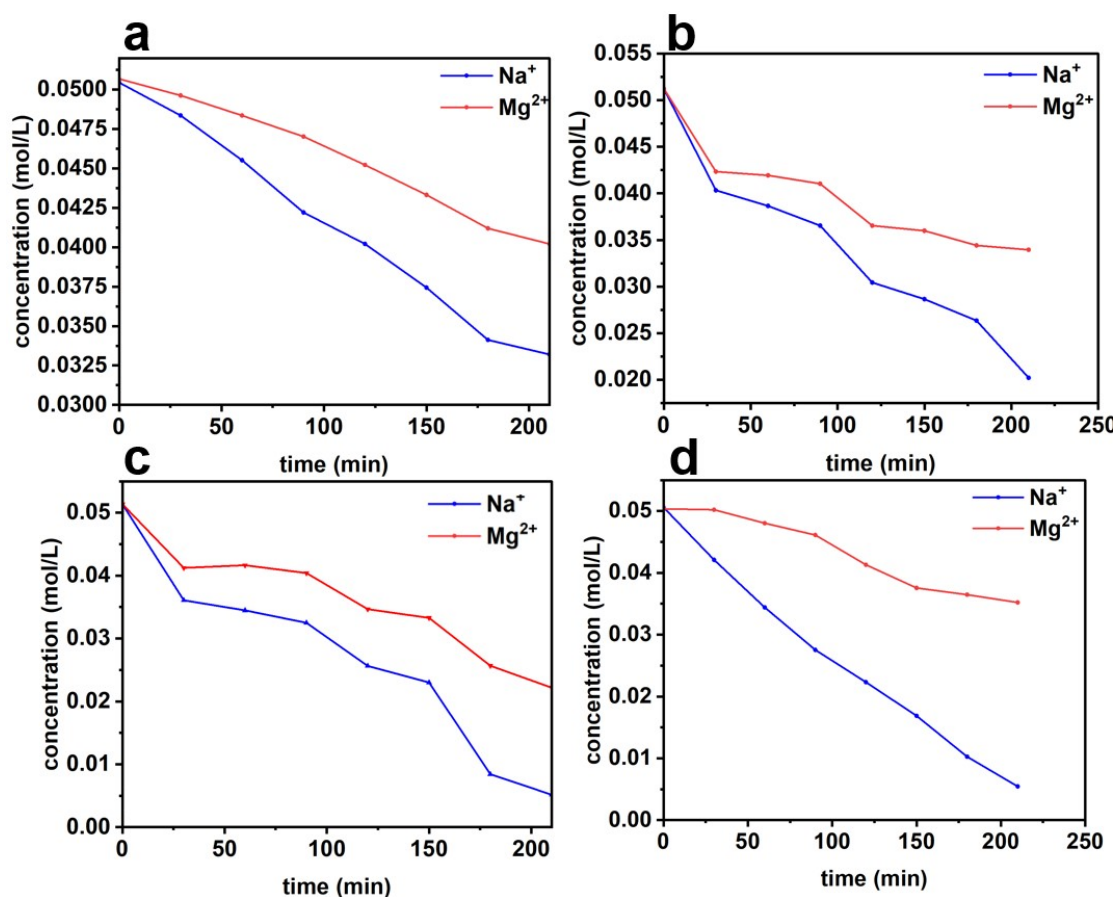 a
Na+
Mg2+
0.0500
0.0475
0.0450
0.0425
0.0400
0.0375
0.0350
0.0325
0.0300
concentration (mol/L)
0 50 100 150 200
time (min)
b
Na+
Mg2+
0.055
0.050
0.045
0.040
0.035
0.030
0.025
0.020
concentration (mol/L)
0 50 100 150 200 250
time (min)
c
Na+
Mg2+
0.05
0.04
0.03
0.02
0.01
0.00
concentration (mol/L)
0 50 100 150 200
time (min)
d
Na+
Mg2+
0.05
0.04
0.03
0.02
0.01
0.00
concentration (mol/L)
0 50 100 150 200 250
time (min)